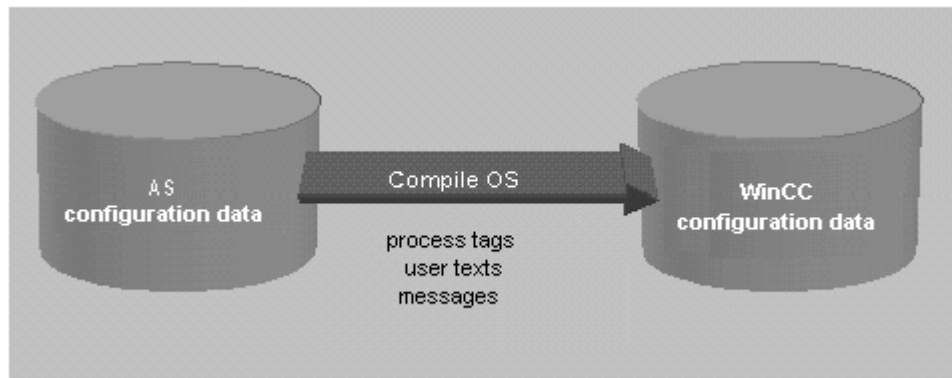 AS
configuration data
Compile OS
process tags
user texts
messages
WinCC
configuration data